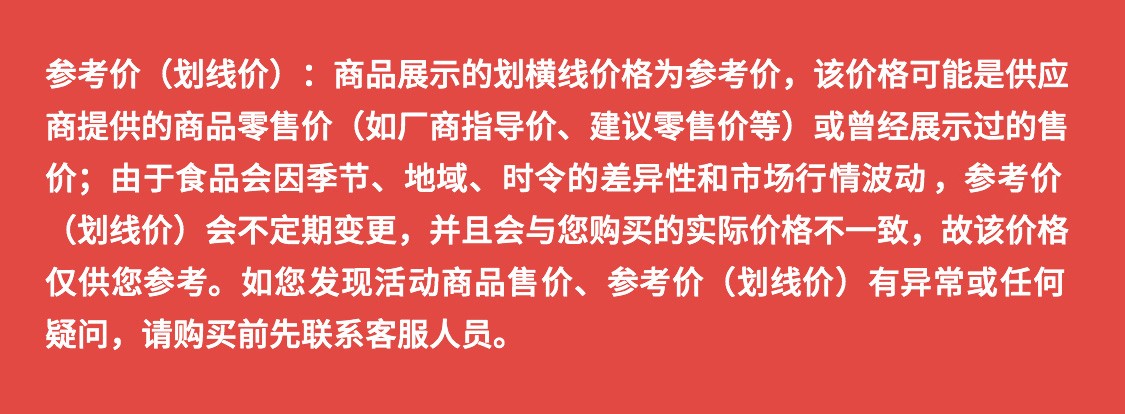 参考价（划线价）：商品展示的划横线价格为参考价，该价格可能是供应
商提供的商品零售价（如厂商指导价、建议零售价等）或曾经展示过的售
价；由于食品会因季节、地域、时令的差异性和市场行情波动，参考价
（划线价）会不定期变更，并且会与您购买的实际价格不一致，故该价格
仅供您参考。如您发现活动商品售价、参考价（划线价）有异常或任何
疑问，请购买前先联系客服人员。